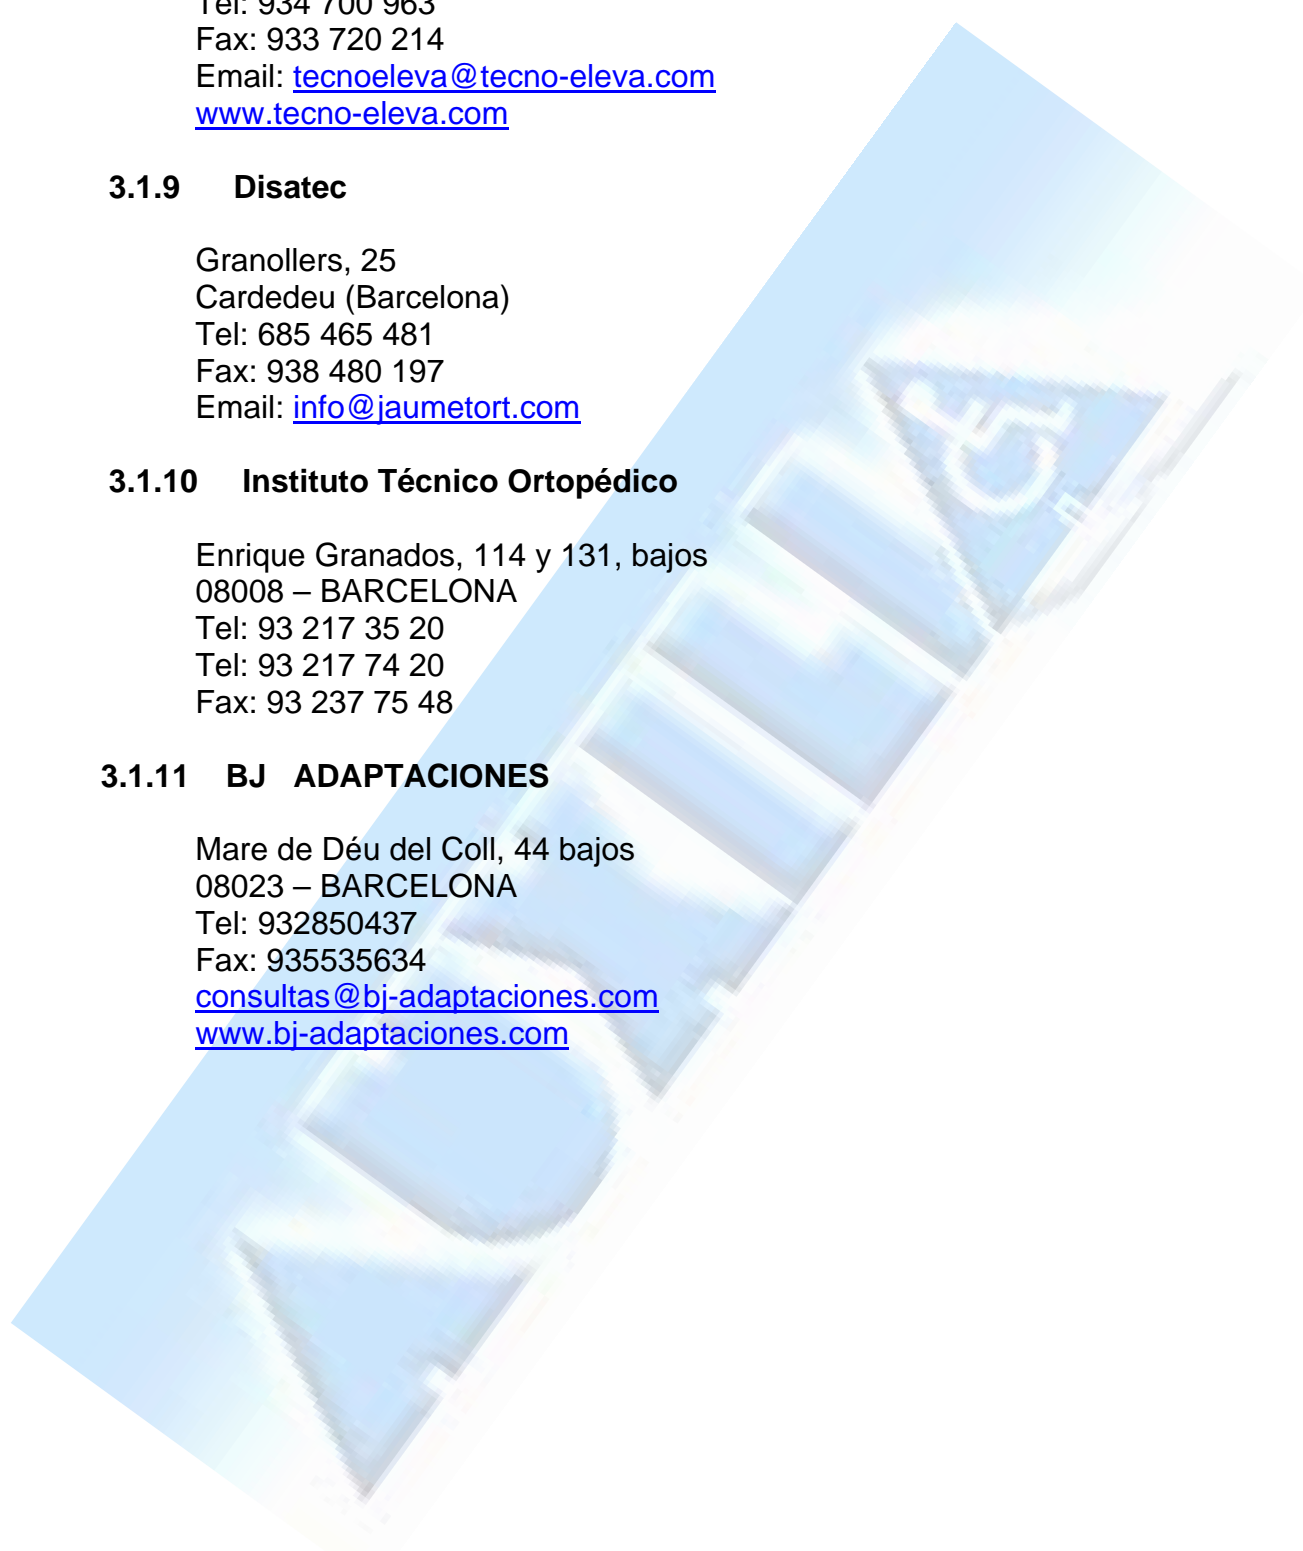 Tel: 934 700 963
Fax: 933 720 214
Email: tecnoeleva@tecno-eleva.com
www.tecno-eleva.com
3.1.9 Disatec
Granollers, 25
Cardedeu (Barcelona)
Tel: 685 465 481
Fax: 938 480 197
Email: info@jaumetort.com
3.1.10 Instituto Técnico Ortopédico
Enrique Granados, 114 y 131, bajos
08008 – BARCELONA
Tel: 93 217 35 20
Tel: 93 217 74 20
Fax: 93 237 75 48
3.1.11 BJ ADAPTACIONES
Mare de Déu del Coll, 44 bajos
08023 – BARCELONA
Tel: 932850437
Fax: 935535634
consultas@bj-adaptaciones.com
www.bj-adaptaciones.com